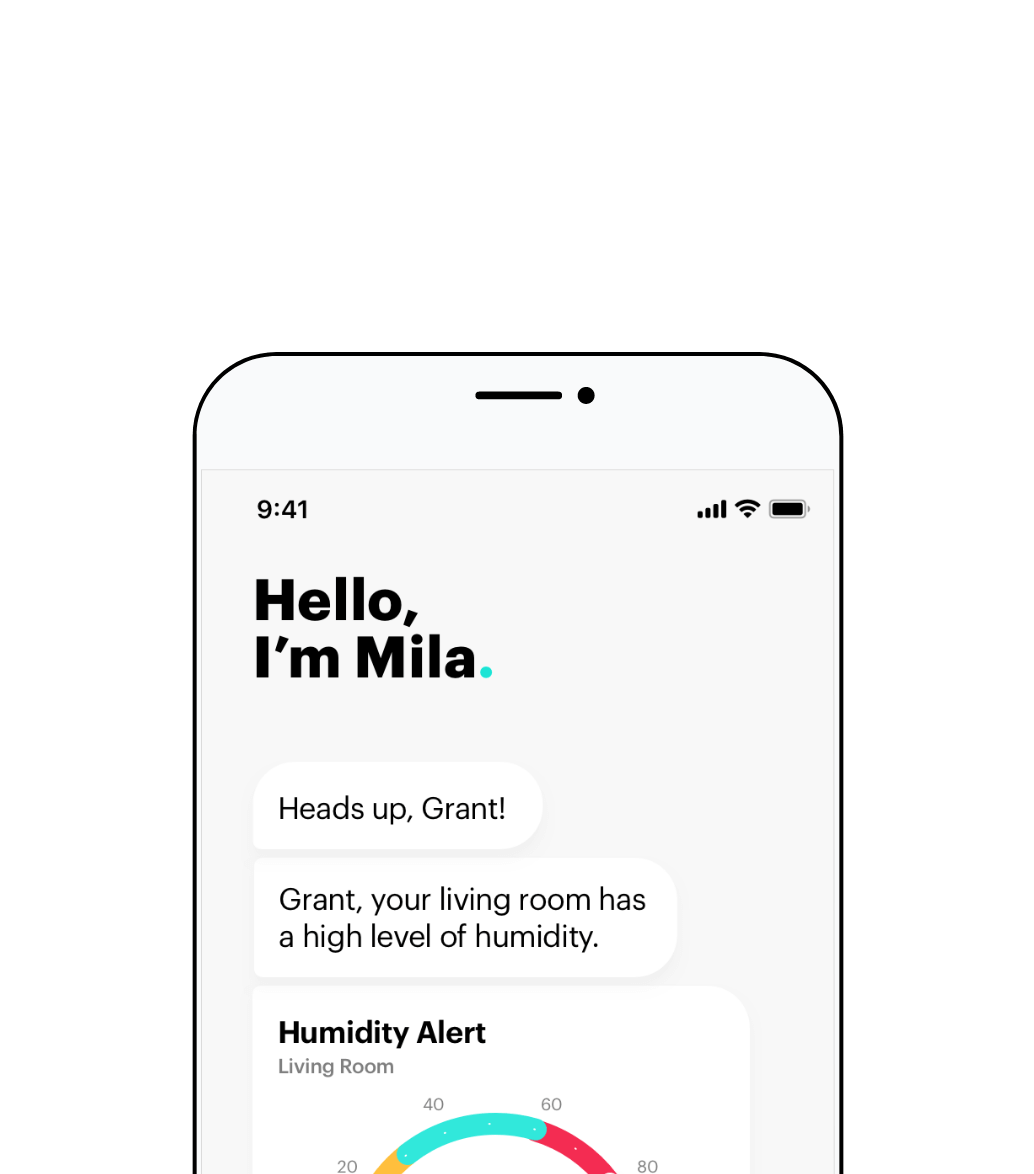 9:41
Hello,
I’m Mila.
Heads up, Grant!
Grant, your living room has
a high level of humidity.
Humidity Alert
Living Room
40 60
20 80